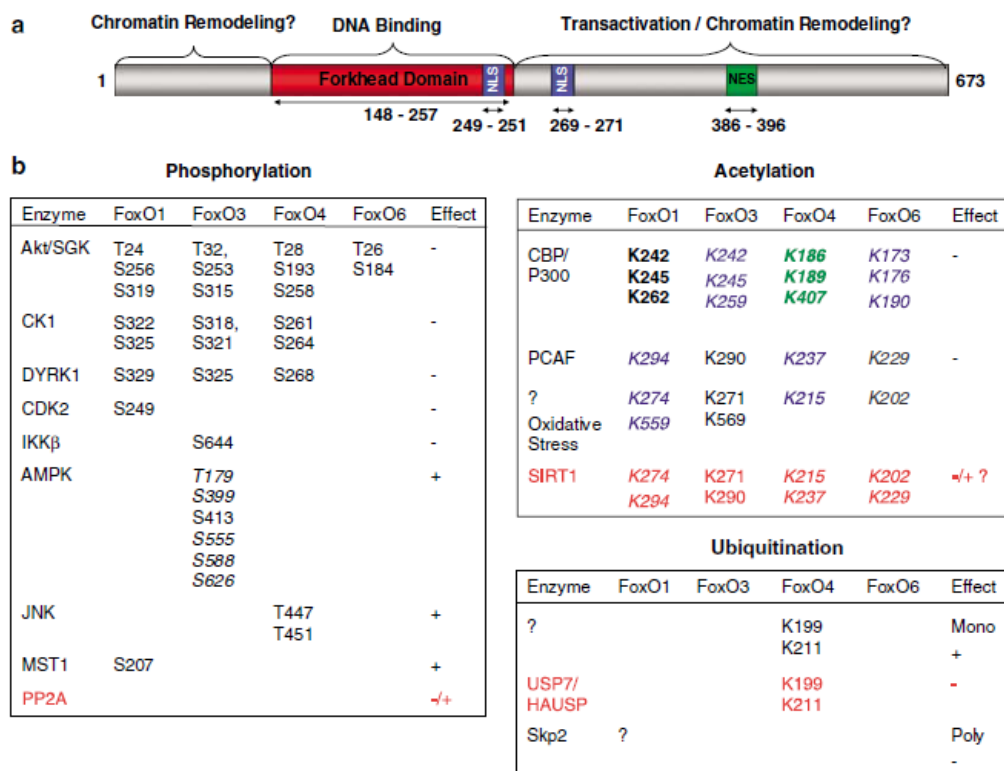 a
Chromatin Remodeling?
DNA Binding
Transactivation / Chromatin Remodeling?
1
Forkhead Domain
NLS
NLS
NES
673
148 - 257
249 - 251
269 - 271
386 - 396
b
Phosphorylation
Enzyme FoxO1 FoxO3 FoxO4 FoxO6 Effect
Akt/SGK T24 T32, T28 T26 -
S256 S253 S193 S184
S319 S315 S258
CK1 S322 S318, S261 -
S325 S321 S264
DYRK1 S329 S325 S268 -
CDK2 S249 -
IKKβ S644 -
AMPK T179 +
S399
S413
S555
S588
S626
JNK T447 +
T451
MST1 S207 +
PP2A -/+
Acetylation
Enzyme FoxO1 FoxO3 FoxO4 FoxO6 Effect
CBP/ K242 K242 K186 K173 -
P300 K245 K245 K189 K176
K262 K259 K407 K190
PCAF K294 K290 K237 K229 -
? K274 K271 K215 K202
Oxidative K559 K569
Stress
SIRT1 K274 K271 K215 K202 -/+ ?
K294 K290 K237 K229
Ubiquitination
Enzyme FoxO1 FoxO3 FoxO4 FoxO6 Effect
? K199 Mono
K211 +
USP7/ K199 -
HAUSP K211
Skp2 ? Poly
-